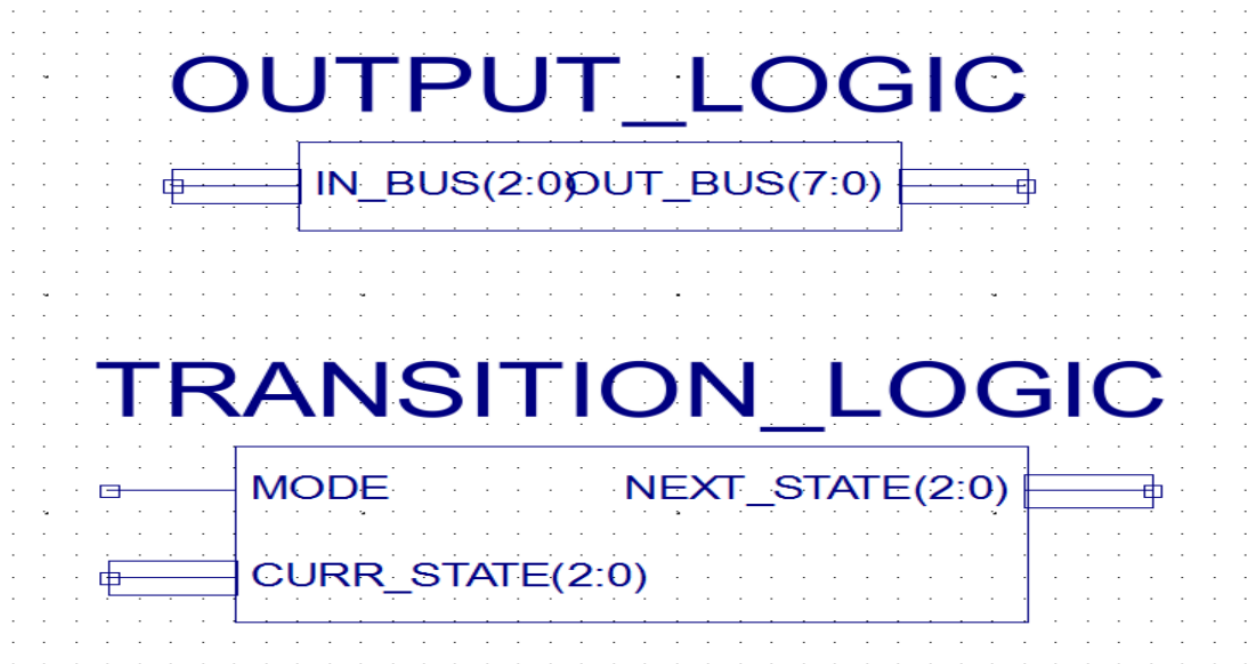 OUTPUT_LOGIC
IN_BUS(2:0) OUT_BUS(7:0)
TRANSITION_LOGIC
MODE NEXT_STATE(2:0)
CURR_STATE(2:0)